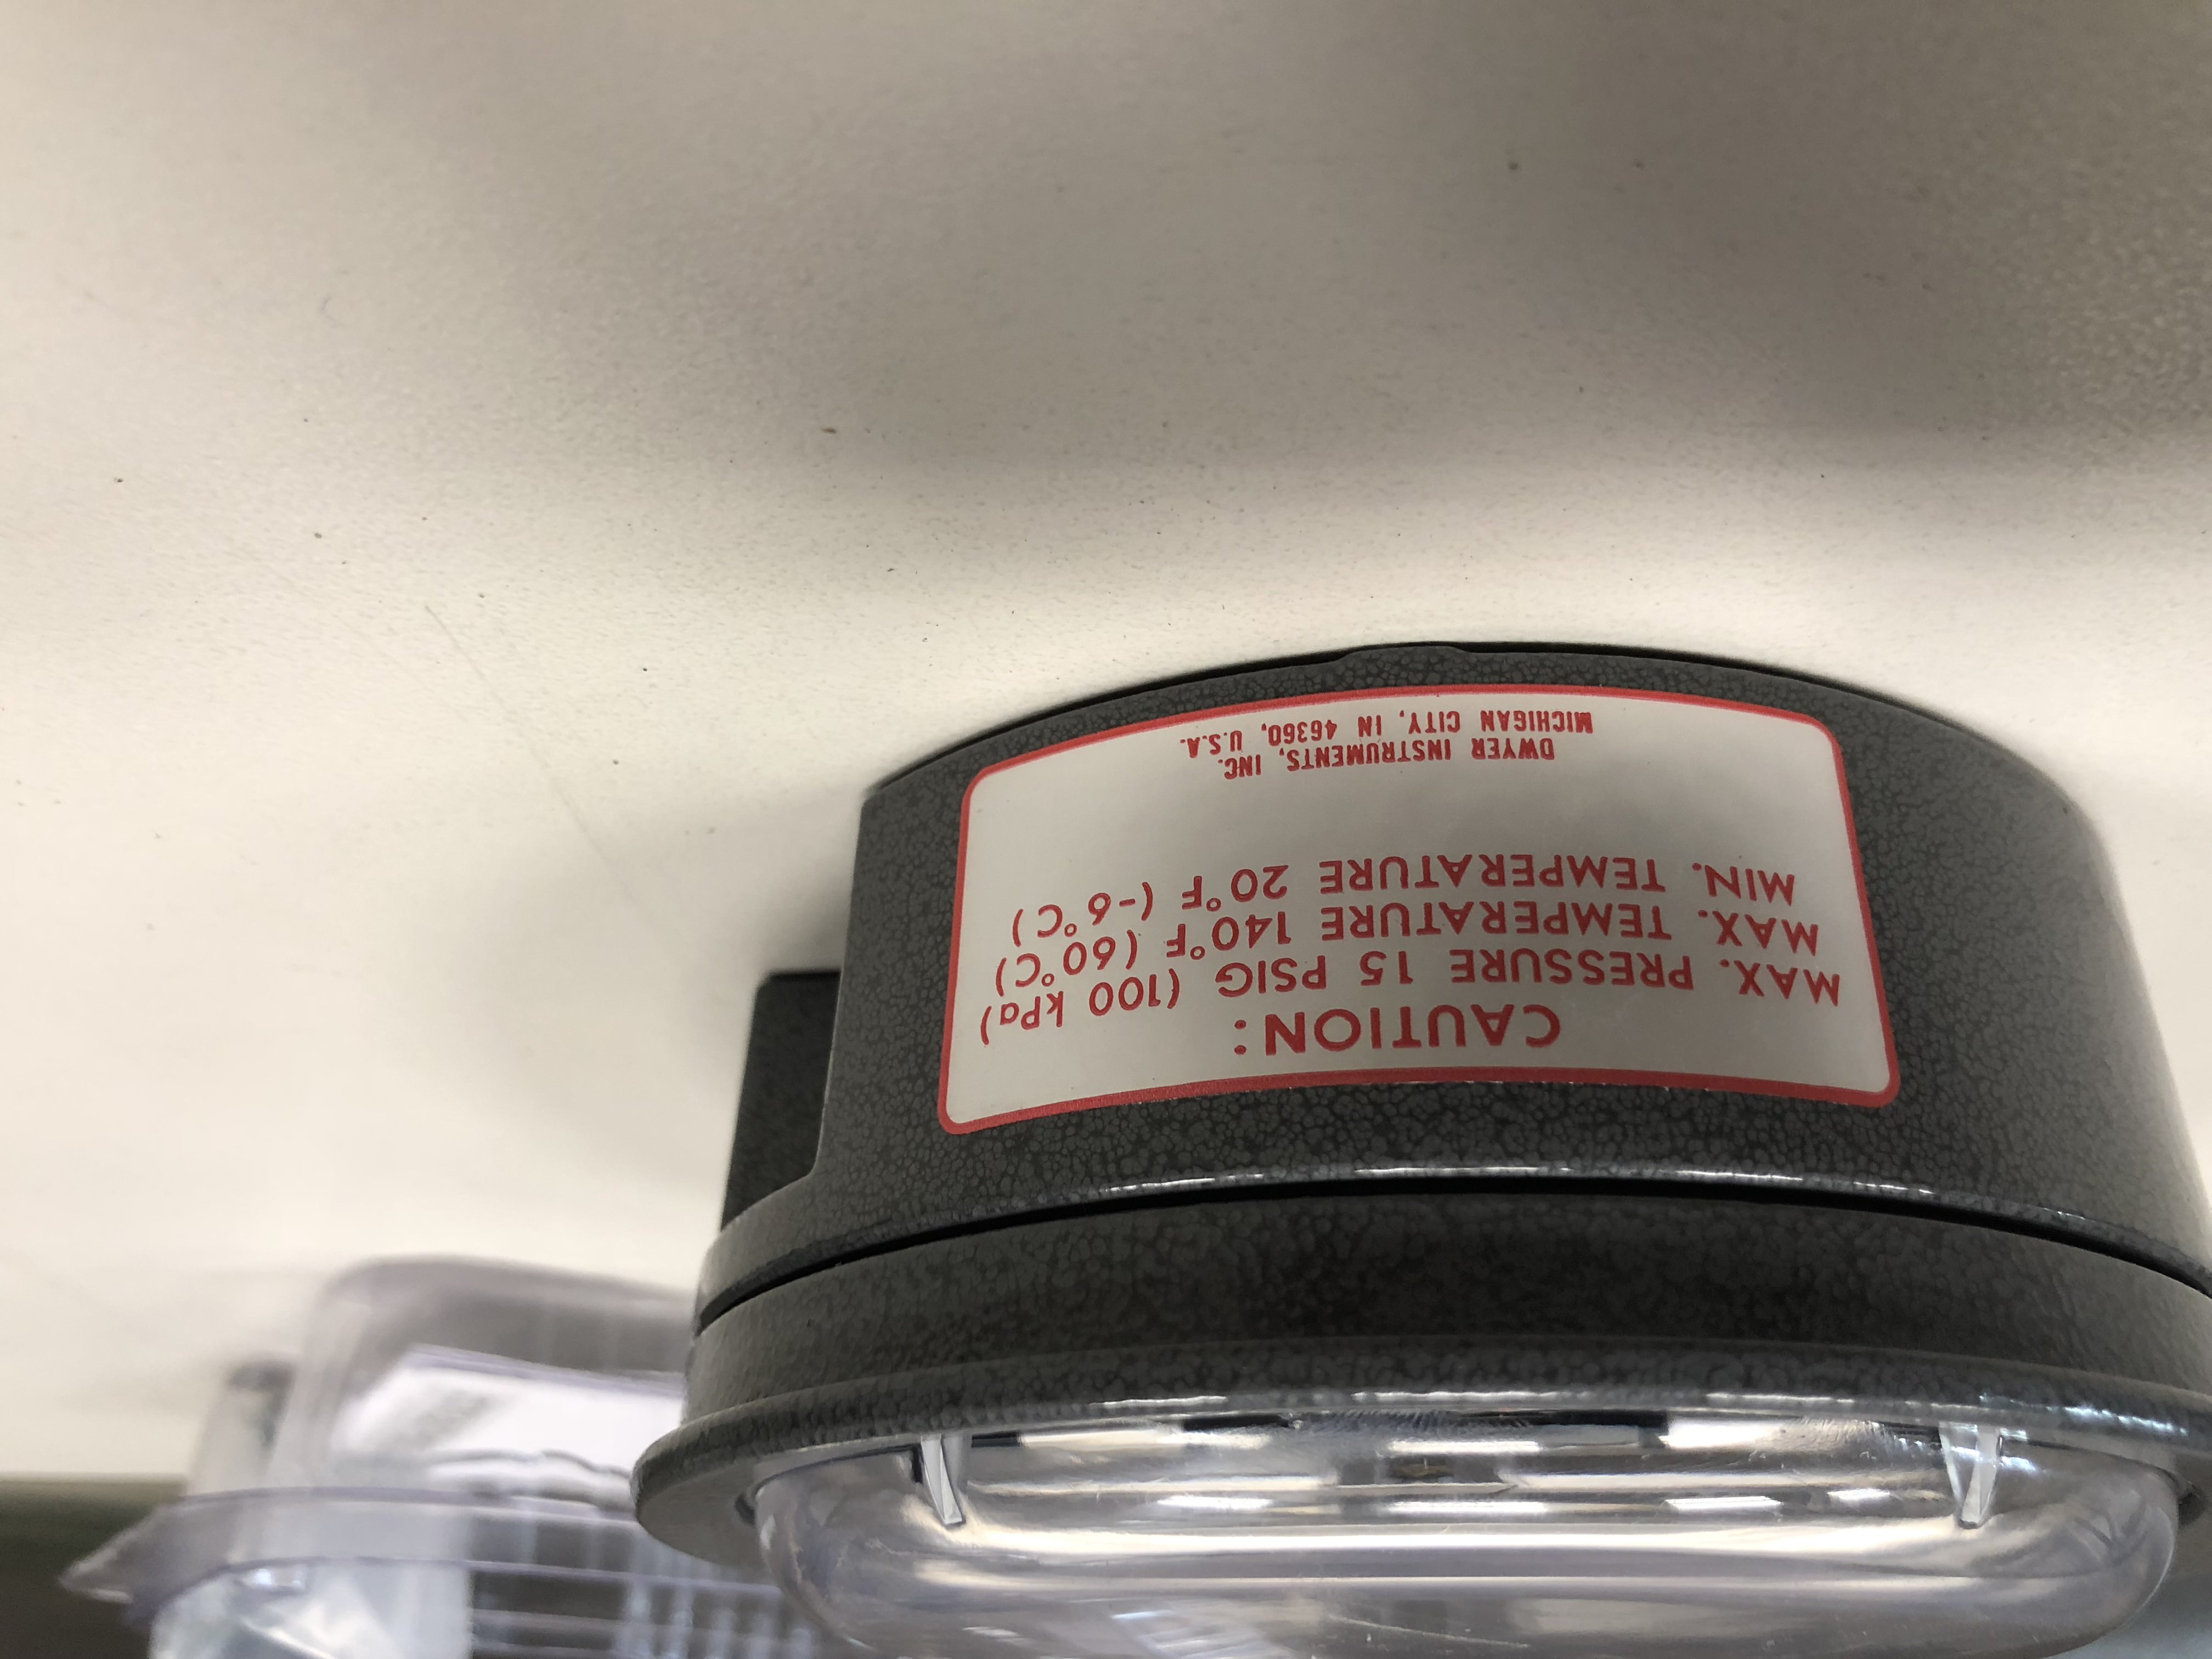 CAUTION:
MAX. PRESSURE 15 PSIG (100 kPa)
MAX. TEMPERATURE 140°F (60°C)
MIN. TEMPERATURE 20°F (-6°C)
DWYER INSTRUMENTS, INC.
MICHIGAN CITY, IN 46360, U.S.A.